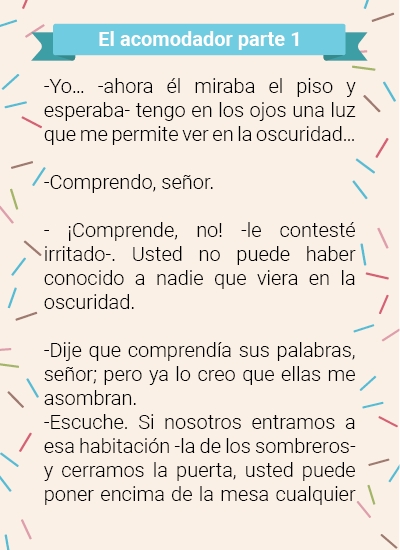 El acomodador parte 1
-Yo... -ahora él miraba el piso y
esperaba- tengo en los ojos una luz
que me permite ver en la oscuridad...
-Comprendo, señor.
- ¡Comprende, no! -le contesté
irritado-. Usted no puede haber
conocido a nadie que viera en la
oscuridad.
-Dije que comprendía sus palabras,
señor; pero ya lo creo que ellas me
asombran.
-Escuche. Si nosotros entramos a
esa habitación -la de los sombreros-
y cerramos la puerta, usted puede
poner encima de la mesa cualquier